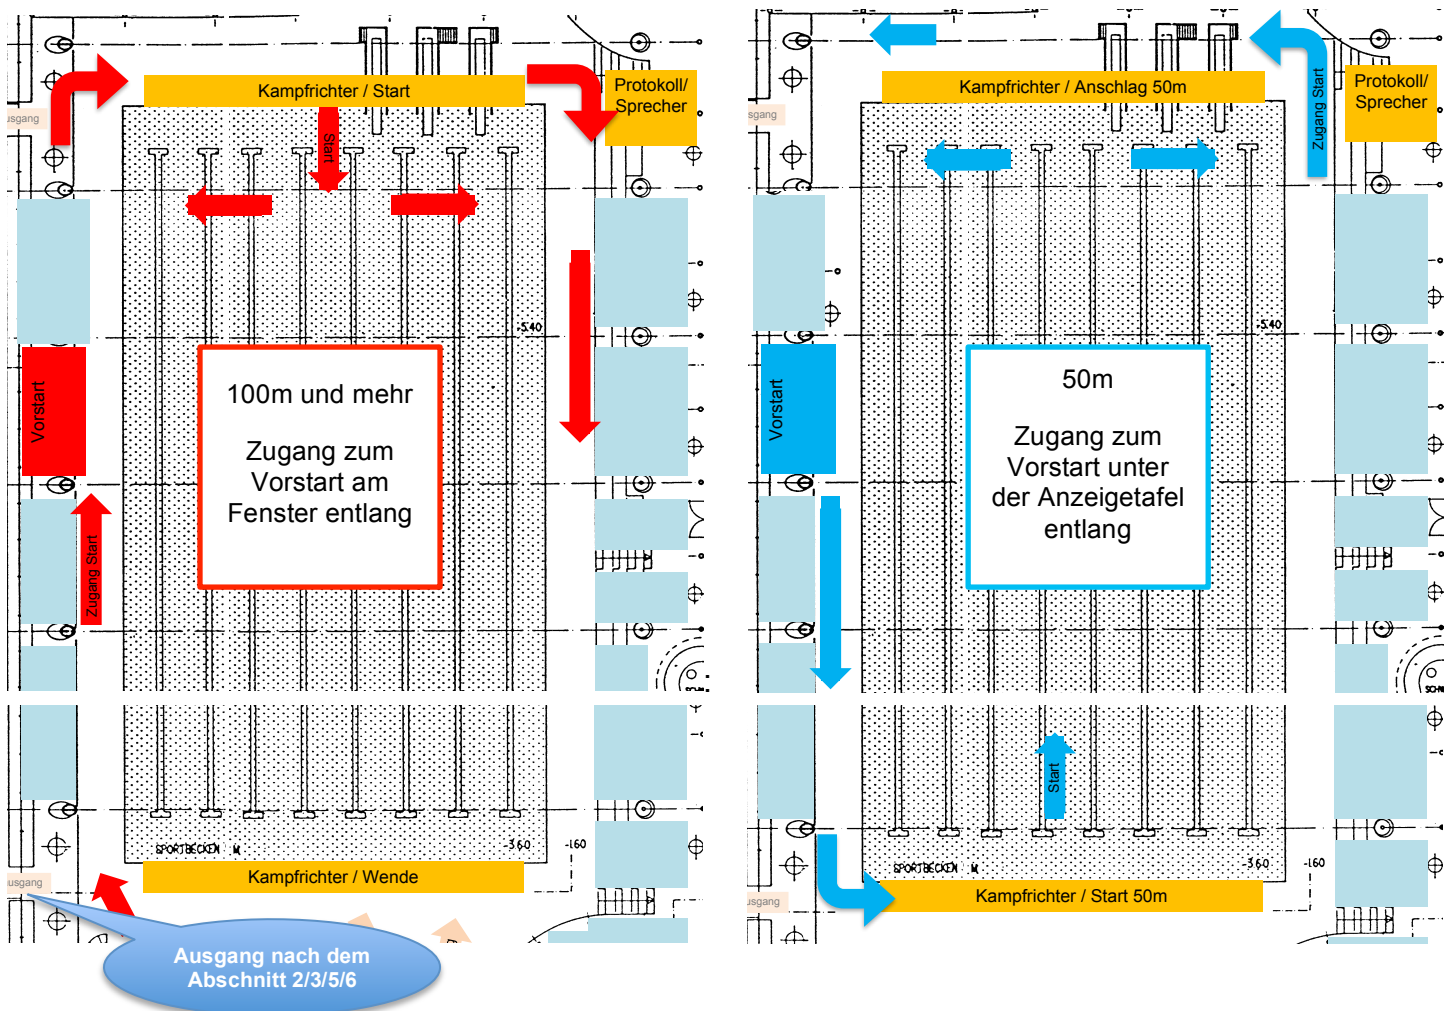 Kampfrichter / Start
Protokoll/
Sprecher
usgang
Start
-5.40
Vorstart
100m und mehr
Zugang zum
Vorstart am
Fenster entlang
Zugang Start
SPORTBECKEN M
-3.60
-1.60
Kampfrichter / Wende
usgang
Ausgang nach dem
Abschnitt 2/3/5/6
Kampfrichter / Anschlag 50m
Zugang Start
Protokoll/
Sprecher
sgang
-5.40
Vorstart
50m
Zugang zum
Vorstart unter
der Anzeigetafel
entlang
Start
SPORTBECKEN M
-3.60
-1.60
Kampfrichter / Start 50m
usgang